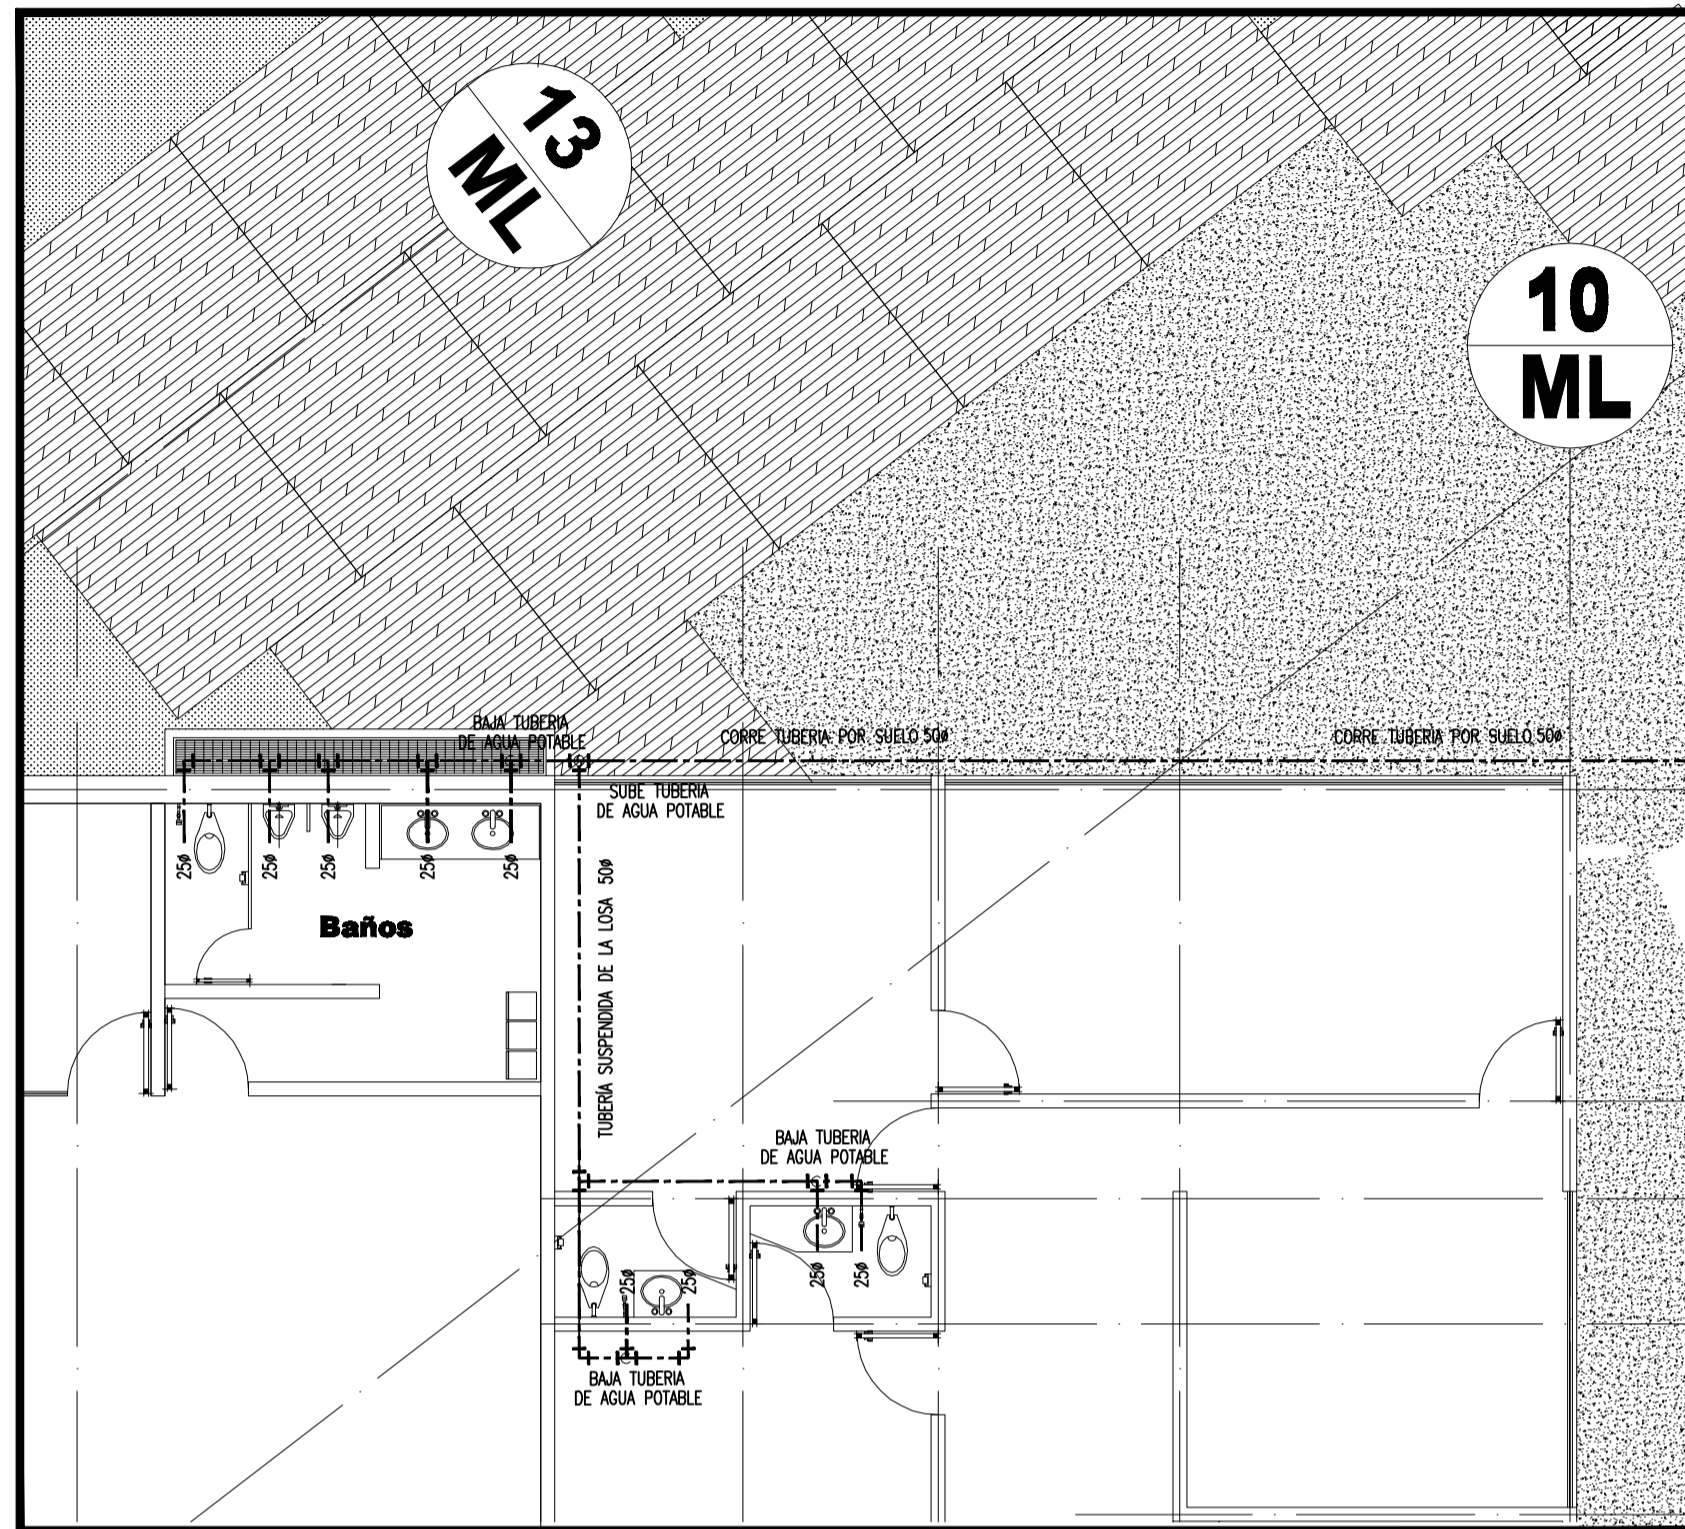 13
ML
10
ML
BAJA TUBERIA
DE AGUA POTABLE
CORRE TUBERIA POR SUELO 50ø
CORRE TUBERIA POR SUELO 50ø
SUBE TUBERIA
DE AGUA POTABLE
25ø
25ø
25ø
25ø
25ø
Baños
TUBERÍA SUSPENDIDA DE LA LOSA 50ø
BAJA TUBERIA
DE AGUA POTABLE
25ø
25ø
25ø
25ø
BAJA TUBERIA
DE AGUA POTABLE